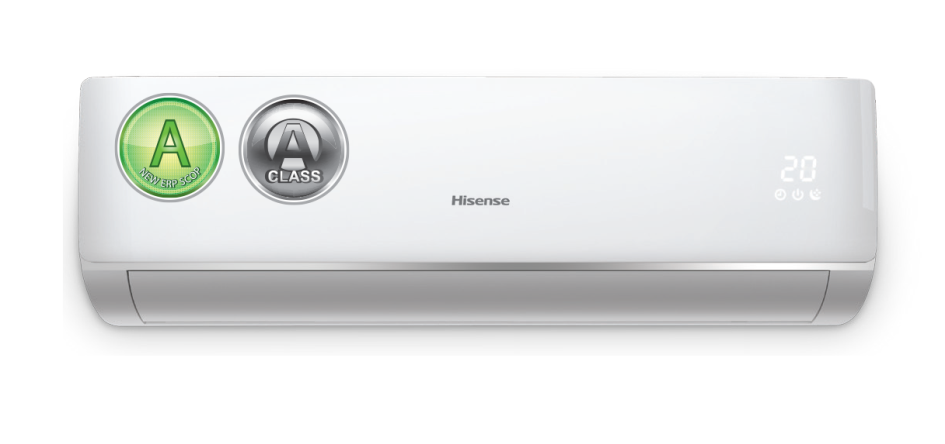 A
NEW ERP SCOP
A
CLASS
Hisense
20